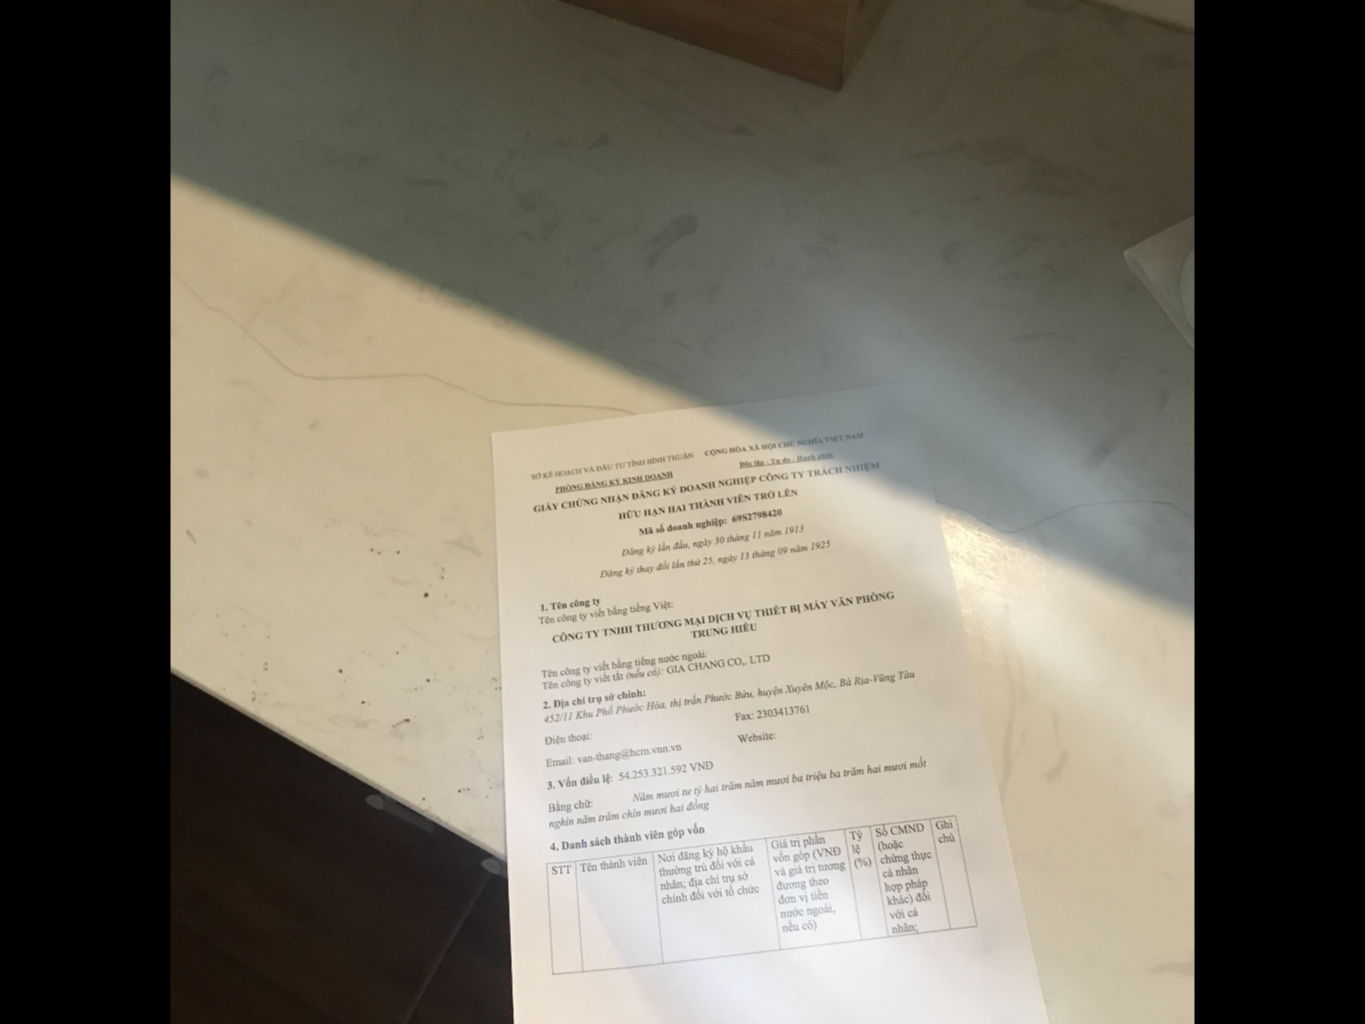 SỞ KẾ HOẠCH VÀ ĐẦU TƯ TỈNH BÌNH THUẬN CỘNG HÒA XÃ HỘI CHỦ NGHĨA VIỆT NAM
PHÒNG ĐĂNG KÝ KINH DOANH Độc lập - Tự do - Hạnh phúc
GIẤY CHỨNG NHẬN ĐĂNG KÝ DOANH NGHIỆP CÔNG TY TRÁCH NHIỆM
HỮU HẠN HAI THÀNH VIÊN TRỞ LÊN
Mã số doanh nghiệp: 6982798420
Đăng ký lần đầu, ngày 30 tháng 11 năm 1913
Đăng ký thay đổi lần thứ 25, ngày 13 tháng 09 năm 1925
1. Tên công ty
Tên công ty viết bằng tiếng Việt:
CÔNG TY TNHH THƯƠNG MẠI DỊCH VỤ THIẾT BỊ MÁY VĂN PHÒNG
TRUNG HIẾU
Tên công ty viết bằng tiếng nước ngoài:
Tên công ty viết tắt (nếu có): GIA CHANG CO,. LTD
2. Địa chỉ trụ sở chính:
452/11 Khu Phố Phước Hòa, thị trấn Phước Bửu, huyện Xuyên Mộc, Bà Rịa-Vũng Tàu
Điện thoại: Fax: 2303413761
Email: van-thang@hcm.vnn.vn Website:
3. Vốn điều lệ: 54.253.321.592 VNĐ
Bằng chữ: Năm mươi tư tỷ hai trăm năm mươi ba triệu ba trăm hai mươi mốt
nghìn năm trăm chín mươi hai đồng
4. Danh sách thành viên góp vốn
STT Tên thành viên Nơi đăng ký hộ khẩu
thường trú đối với cá
nhân; địa chỉ trụ sở
chính đối với tổ chức
Giá trị phần
vốn góp (VNĐ
và giá trị tương
đương theo
đơn vị tiền
nước ngoài,
nếu có)
Tỷ
lệ
(%)
Số CMND
(hoặc
chứng thực
cá nhân
hợp pháp
khác) đối
với cá
nhân;
Ghi
chú